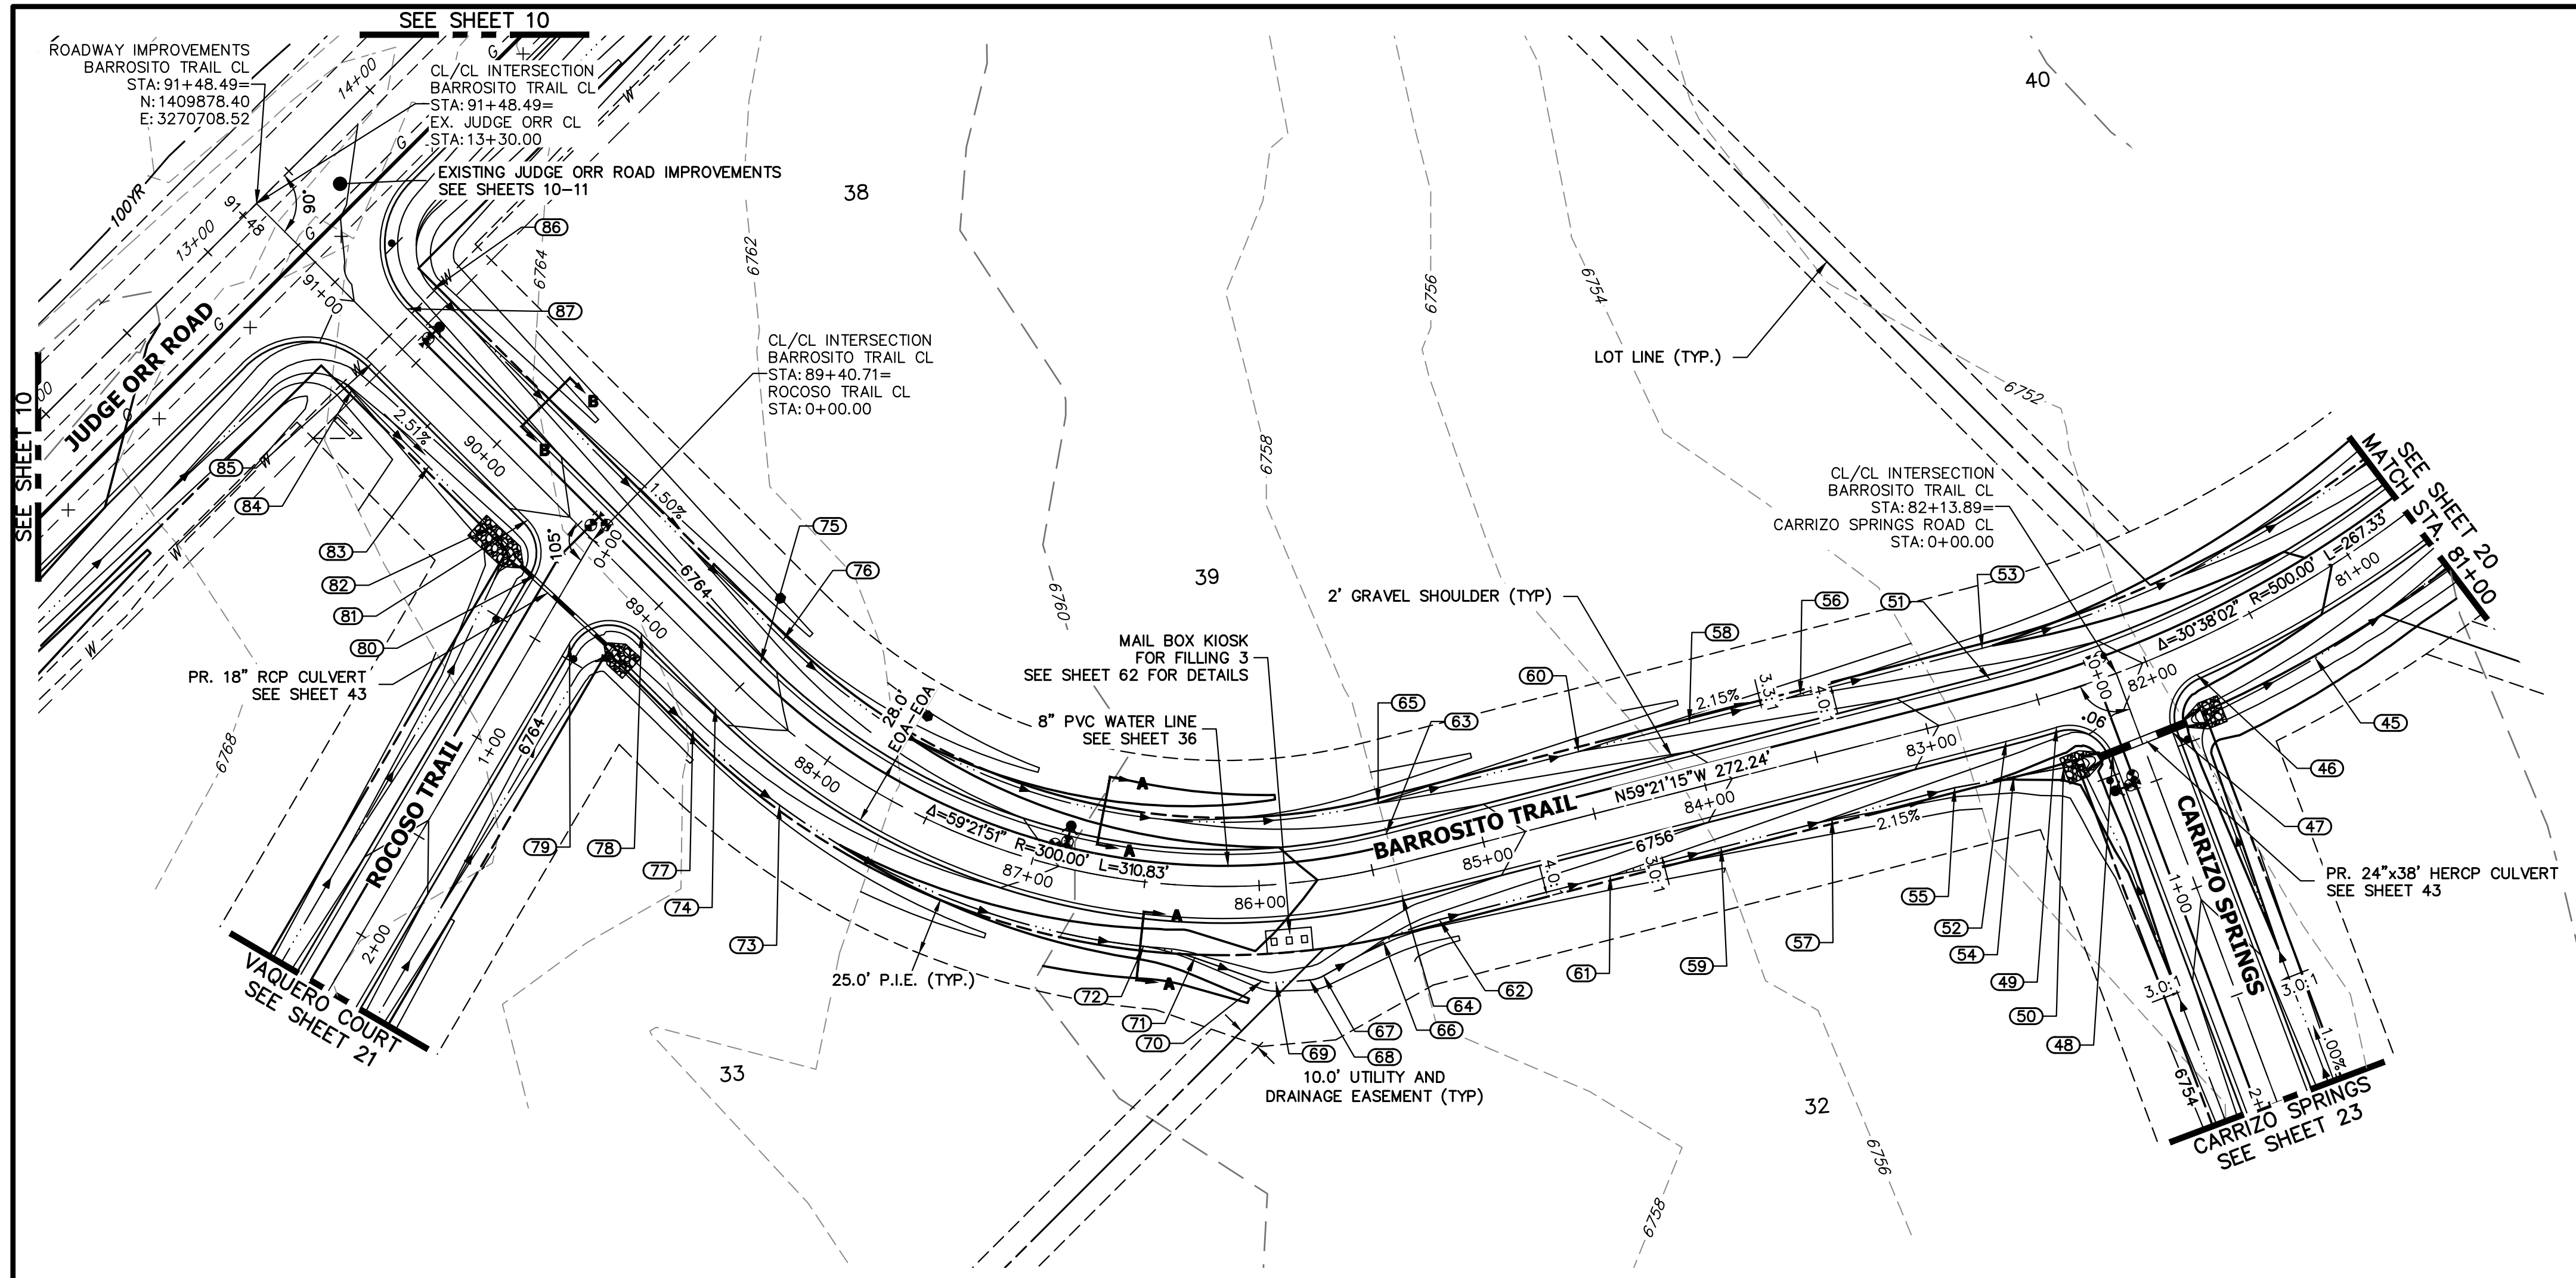 SEE SHEET 10
ROADWAY IMPROVEMENTS
BARROSITO TRAIL CL
STA: 91+48.49=
N: 1409878.40
E: 3270708.52
CL/CL INTERSECTION
BARROSITO TRAIL CL
STA: 91+48.49=
EX. JUDGE ORR CL
STA: 13+30.00
EXISTING JUDGE ORR ROAD IMPROVEMENTS
SEE SHEETS 10-11
14+00
G
W
G
100YR
90°
91+48
13+00
G
91+00
W
86
87
6764
6762
38
40
CL/CL INTERSECTION
BARROSITO TRAIL CL
STA: 89+40.71=
ROCOSO TRAIL CL
STA: 0+00.00
JUDGE ORR ROAD
G
G
W
SEE SHEET 10
2.51%
90+00
B
B
1.50%
85
84
83
82
81
80
W
W
W
105°
0+00
6764
89+00
75
76
PR. 18" RCP CULVERT
SEE SHEET 43
6768
ROCOSO TRAIL
1+00
6764
2+00
VAQUERO COURT
SEE SHEET 21
79
78
77
74
73
88+00
28.0'
EOA-EOA
25.0' P.I.E. (TYP.)
33
6760
6758
6756
6754
6752
39
LOT LINE (TYP.)
2' GRAVEL SHOULDER (TYP)
MAIL BOX KIOSK
FOR FILLING 3
SEE SHEET 62 FOR DETAILS
8" PVC WATER LINE
SEE SHEET 36
A
A
A
A
Δ=59°21'51" R=300.00' L=310.83'
87+00
86+00
72
71
70
69
68
67
66
64
62
10.0' UTILITY AND
DRAINAGE EASEMENT (TYP)
65
63
60
58
56
51
53
2.15%
3.3:1
4.0:1
BARROSITO TRAIL
N59°21'15"W 272.24'
85+00
84+00
83+00
6756
4.0:1
3.0:1
2.15%
61
59
57
55
52
54
49
50
48
32
6758
6756
CL/CL INTERSECTION
BARROSITO TRAIL CL
STA: 82+13.89=
CARRIZO SPRINGS ROAD CL
STA: 0+00.00
Δ=30°38'02" R=500.00' L=267.33'
81+00
82+00
0+00
90°
SEE SHEET 20
MATCH STA. 81+00
45
46
47
PR. 24"x38' HERCP CULVERT
SEE SHEET 43
CARRIZO SPRINGS
1+00
3.0:1
3.0:1
1.00%
6754
CARRIZO SPRINGS
SEE SHEET 23